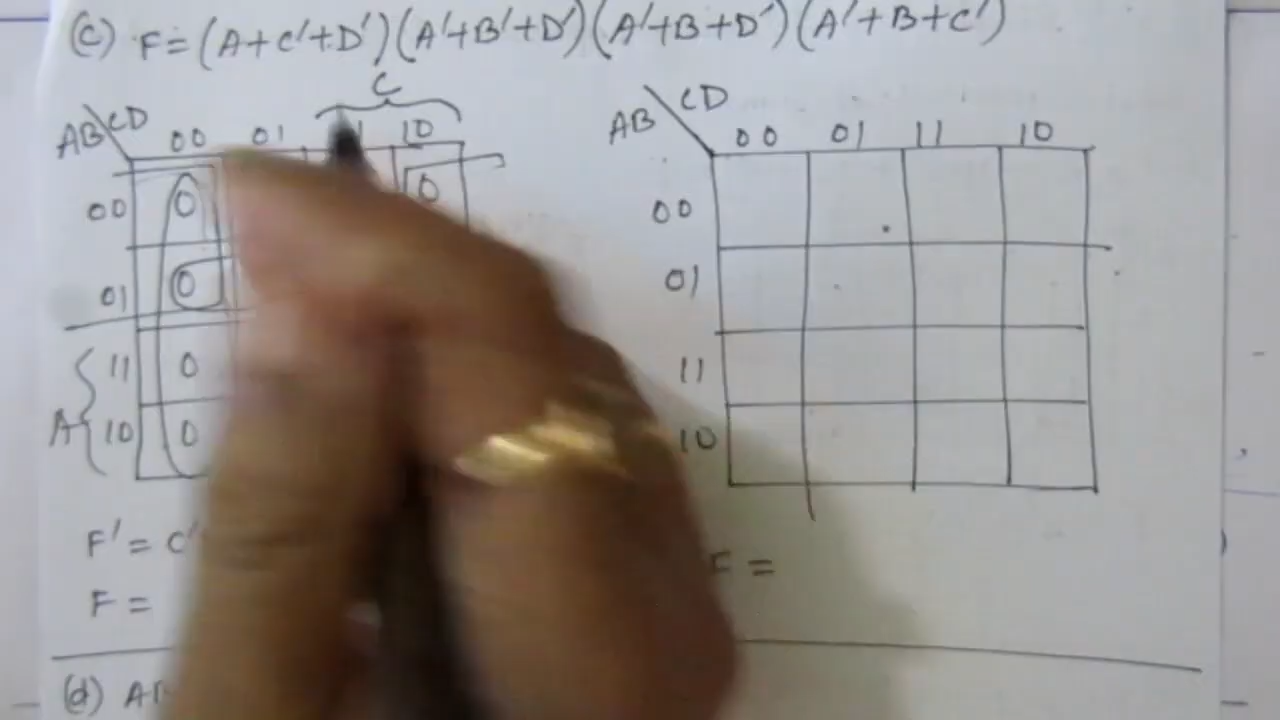 (c) F = (A+C'+D')(A'+B'+D')(A'+B+D')(A'+B+C')
C
AB CD 00 01 10
00 0 0
01 0
11 0
A 10 0
F' = C'
F =
AB CD 00 01 11 10
00
01
11
10
F =
(d)